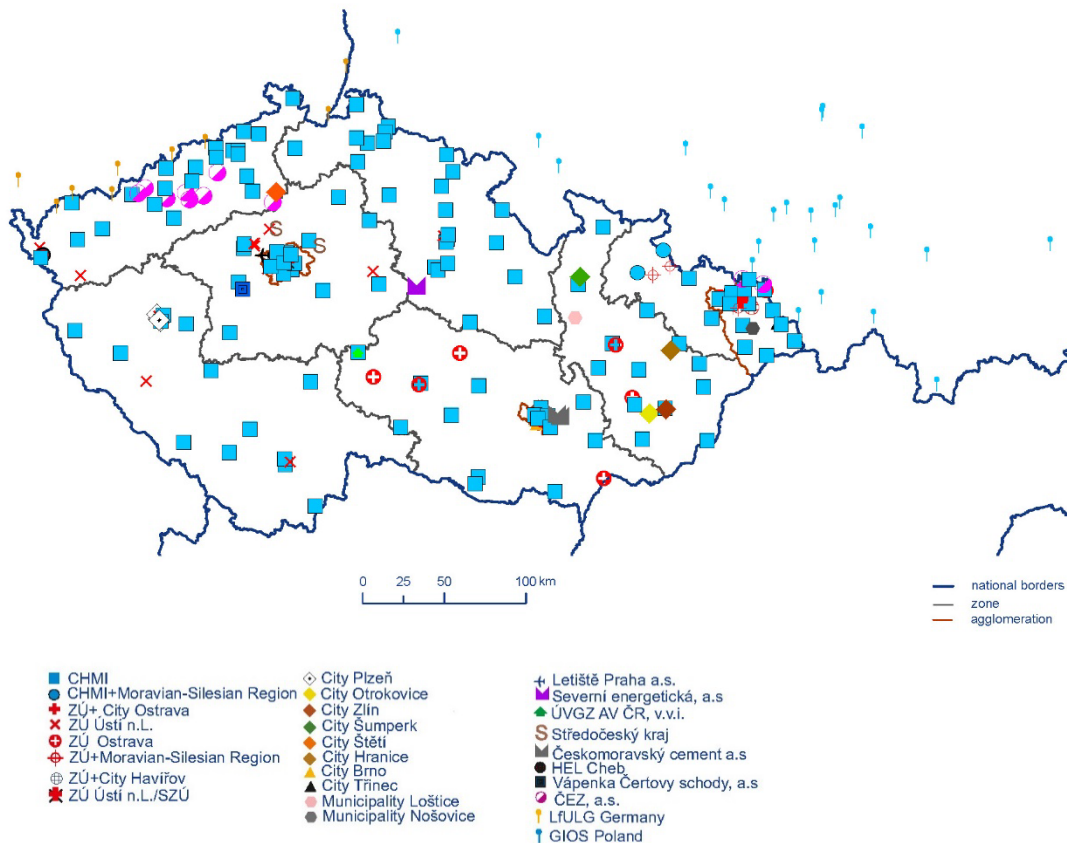 S
S
0 25 50 100 km
national borders
zone
agglomeration
CHMI
CHMI+Moravian-Silesian Region
ZÚ+ City Ostrava
ZÚ Ústí n.L.
ZÚ Ostrava
ZÚ+Moravian-Silesian Region
ZÚ+City Havířov
ZÚ Ústí n.L./SZÚ
City Plzeň
City Otrokovice
City Zlín
City Šumperk
City Štětí
City Hranice
City Brno
City Třinec
Municipality Loštice
Municipality Nošovice
Letiště Praha a.s.
Severní energetická, a.s
ÚVGZ AV ČR, v.v.i.
S Středočeský kraj
Českomoravský cement a.s
HEL Cheb
Vápenka Čertovy schody, a.s
ČEZ, a.s.
LfULG Germany
GIOS Poland